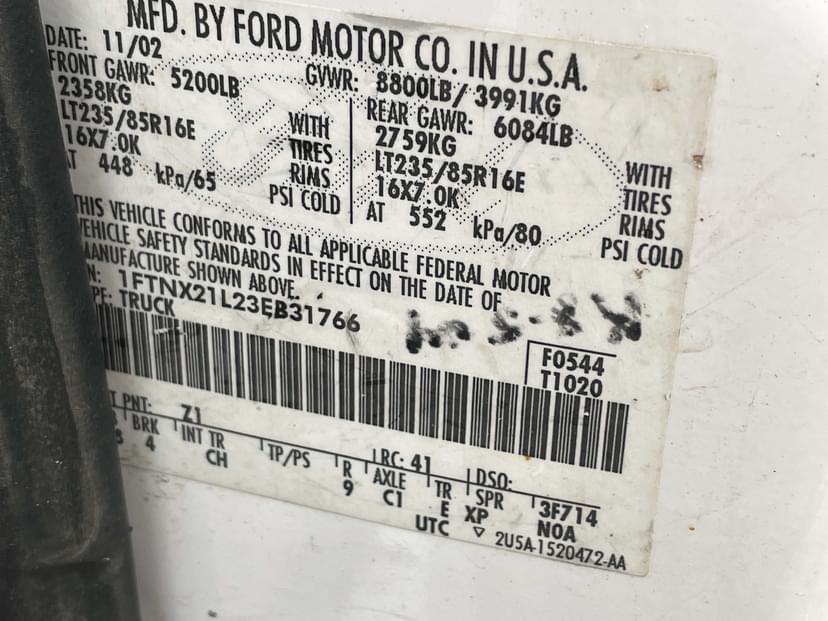 MFD. BY FORD MOTOR CO. IN U.S.A.
DATE: 11/02 GVWR: 8800LB/ 3991KG
FRONT GAWR: 5200LB REAR GAWR: 6084LB
2358KG WITH 2759KG WITH
LT235/85R16E TIRES LT235/85R16E TIRES
16X7.0K RIMS 16X7.0K RIMS
AT 448 kPa/65 PSI COLD AT 552 kPa/80 PSI COLD
THIS VEHICLE CONFORMS TO ALL APPLICABLE FEDERAL MOTOR
VEHICLE SAFETY STANDARDS IN EFFECT ON THE DATE OF
MANUFACTURE SHOWN ABOVE.
N: 1FTNX21L23EB31766
PE: TRUCK
F0544
T1020
T PNT: Z1
RC: 41 DSO:
BRK INT TR TP/PS R AXLE TR SPR 3F714
4 CH 9 C1 E XP N0A
UTC ▽ 2U5A-1520472-AA